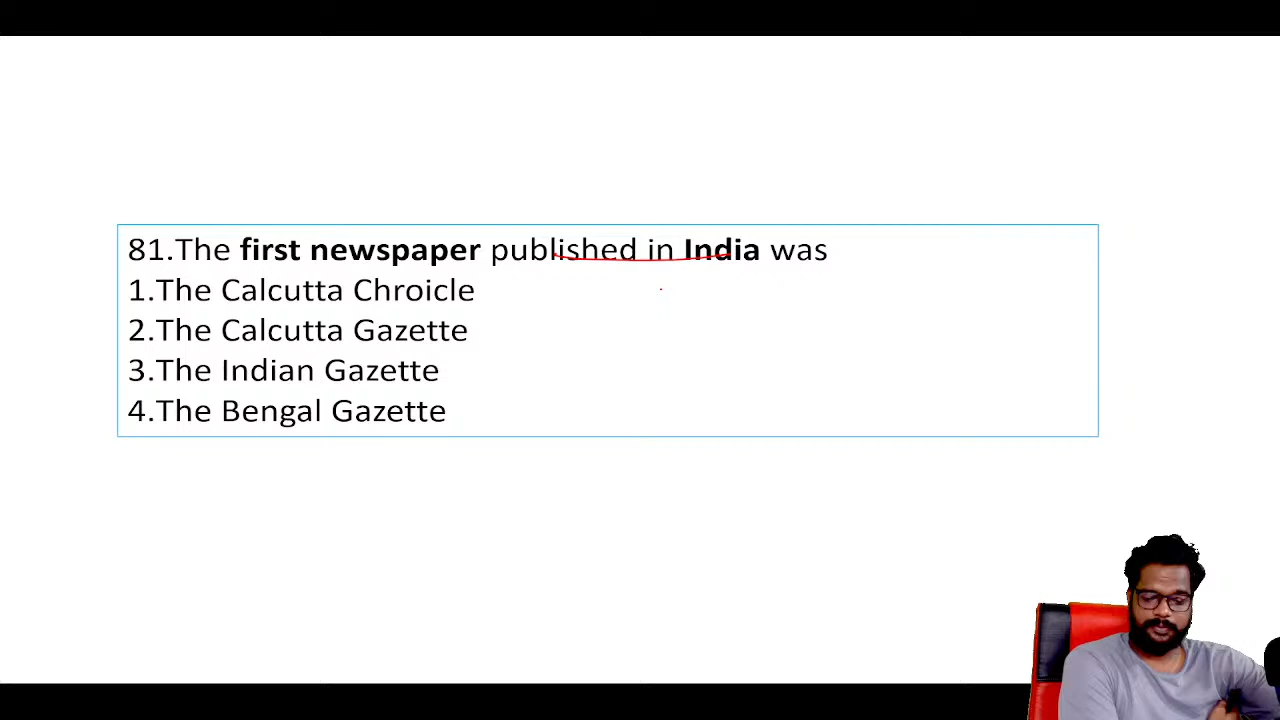 81.The first newspaper published in India was
1.The Calcutta Chroicle
2.The Calcutta Gazette
3.The Indian Gazette
4.The Bengal Gazette